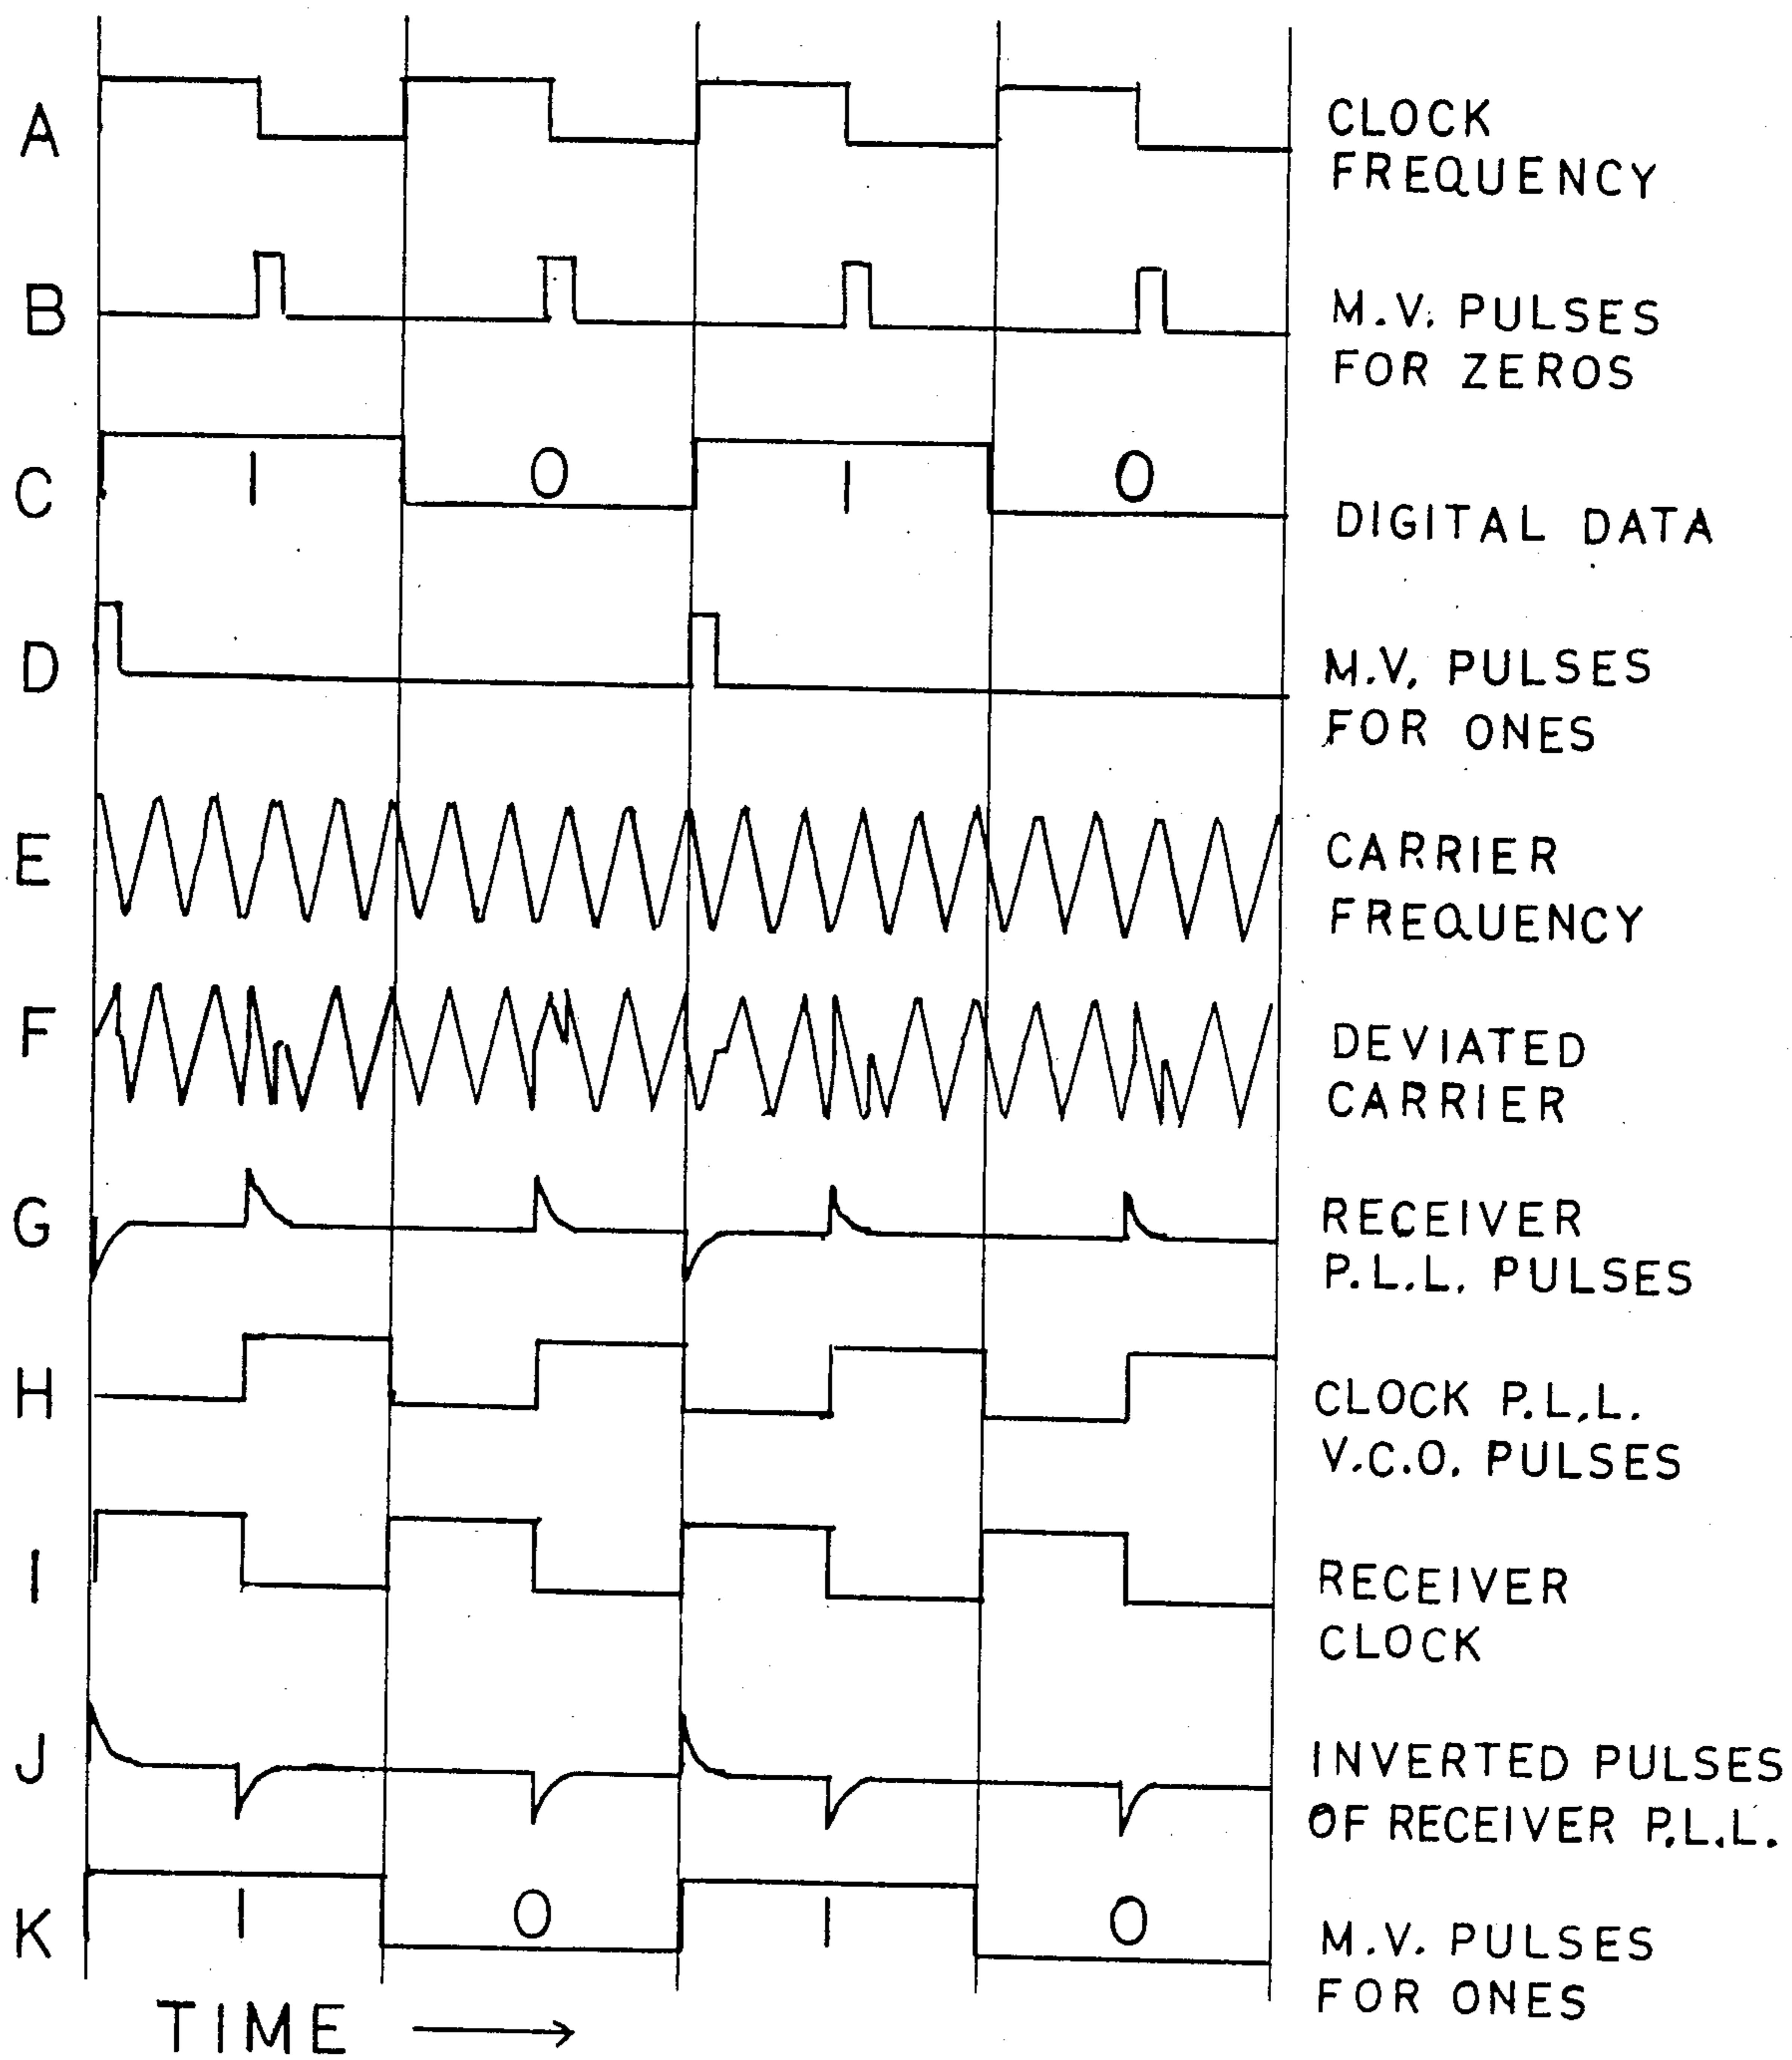 A
CLOCK
FREQUENCY
B
M.V. PULSES
FOR ZEROS
C
1 0 1 0
DIGITAL DATA
D
M.V. PULSES
FOR ONES
E
CARRIER
FREQUENCY
F
DEVIATED
CARRIER
G
RECEIVER
P.L.L. PULSES
H
CLOCK P.L.L.
V.C.O. PULSES
I
RECEIVER
CLOCK
J
INVERTED PULSES
OF RECEIVER P.L.L.
K
1 0 1 0
M.V. PULSES
FOR ONES
TIME